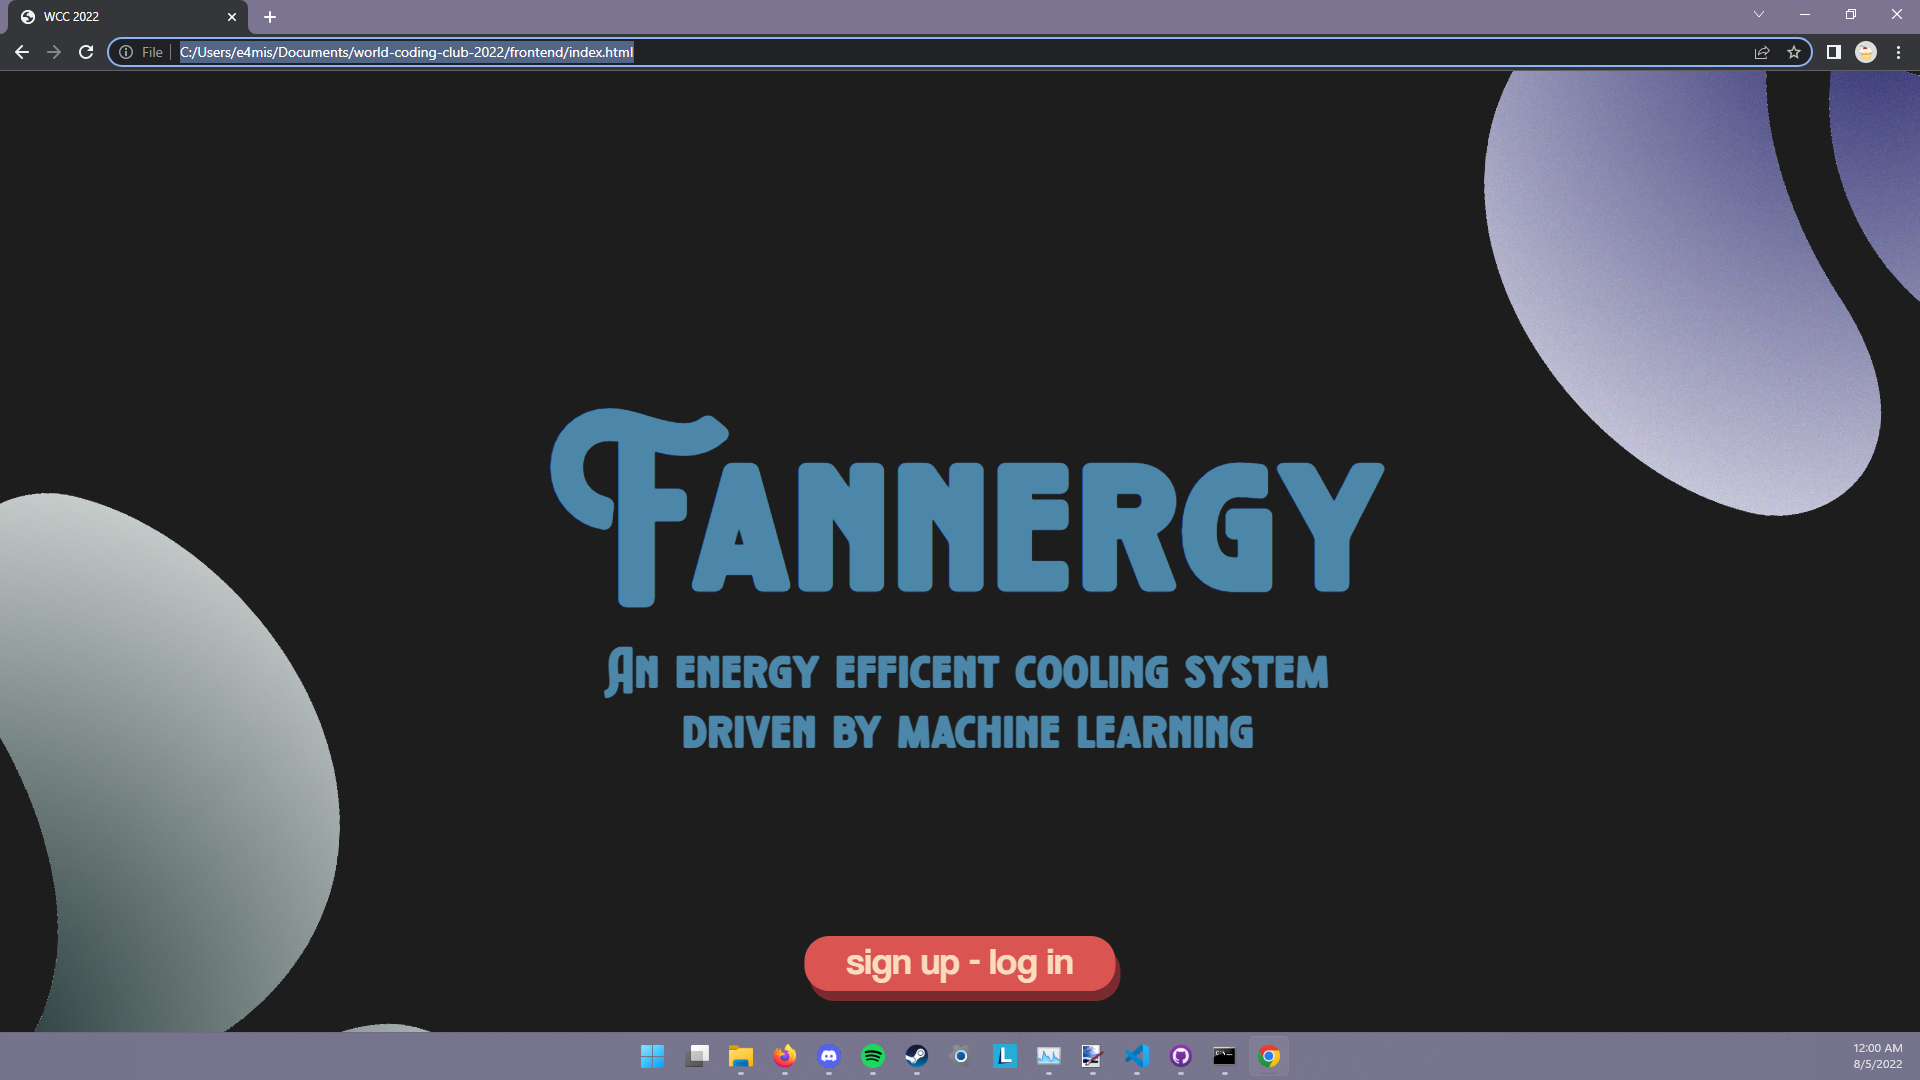 WCC 2022
File
C:/Users/e4mis/Documents/world-coding-club-2022/frontend/index.html
FANNERGY
AN ENERGY EFFICENT COOLING SYSTEM
DRIVEN BY MACHINE LEARNING
sign up - log in
L
12:00 AM
8/5/2022